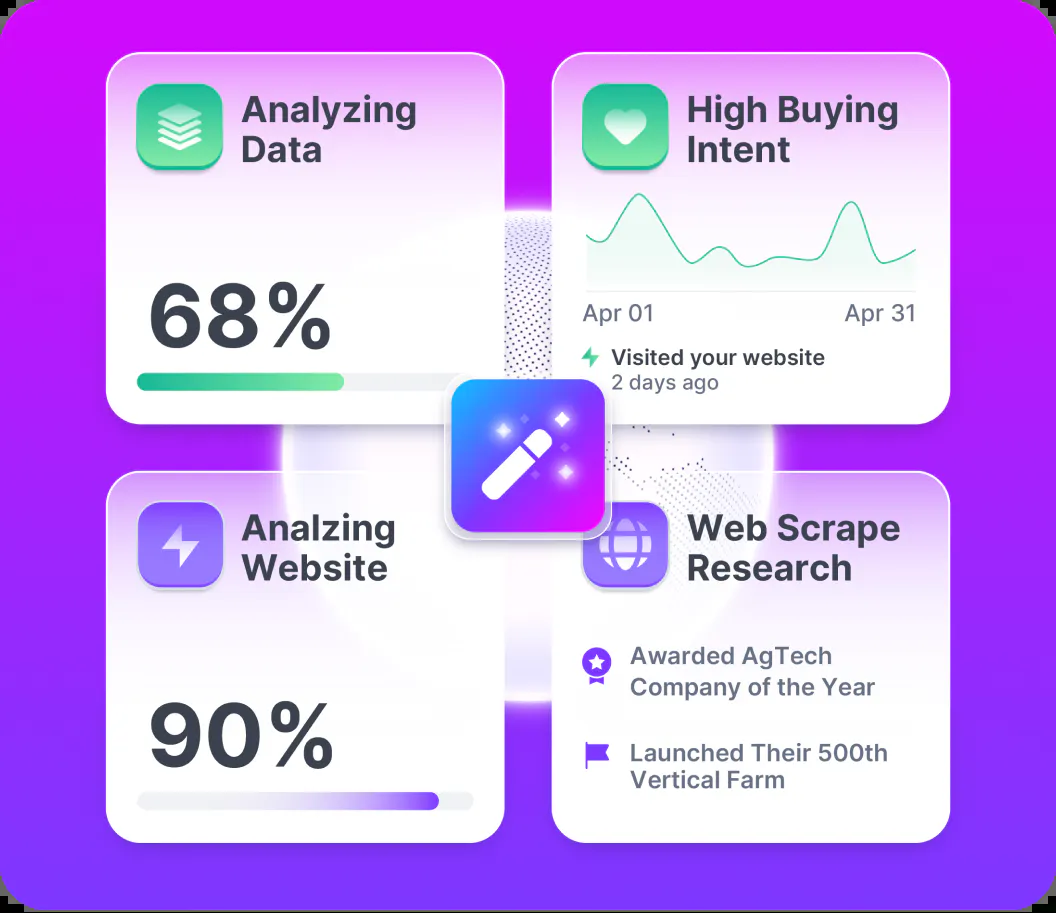 Analyzing
Data
68%
High Buying
Intent
Apr 01
Apr 31
Visited your website
2 days ago
Analzing
Website
90%
Web Scrape
Research
Awarded AgTech
Company of the Year
Launched Their 500th
Vertical Farm